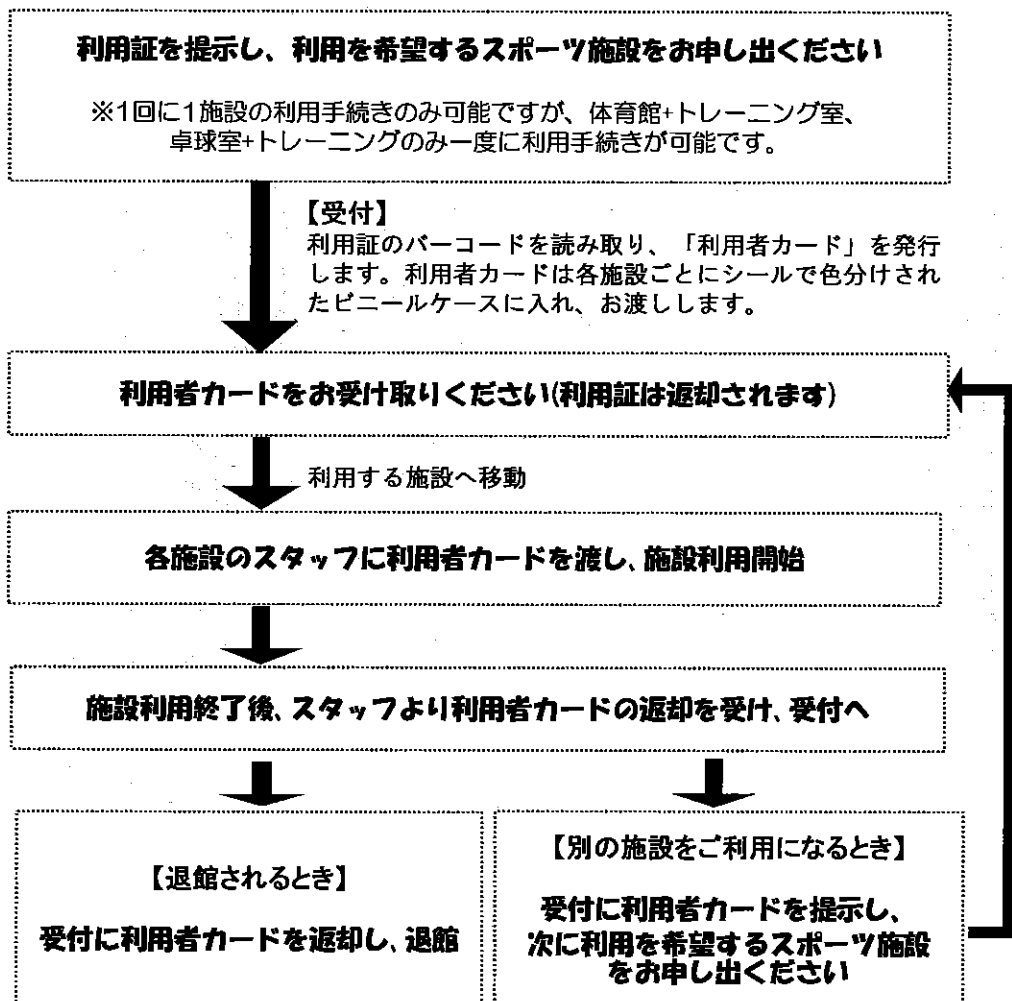 利用証を提示し、利用を希望するスポーツ施設をお申し出ください
※1回に1施設の利用手続きのみ可能ですが、体育館+トレーニング室、
卓球室+トレーニングのみ一度に利用手続きが可能です。
【受付】
利用証のバーコードを読み取り、「利用者カード」を発行
します。利用者カードは各施設ごとにシールで色分けされ
たビニールケースに入れ、お渡しします。
利用者カードをお受け取りください(利用証は返却されます)
利用する施設へ移動
各施設のスタッフに利用者カードを渡し、施設利用開始
施設利用終了後、スタッフより利用者カードの返却を受け、受付へ
【退館されるとき】
受付に利用者カードを返却し、退館
【別の施設をご利用になるとき】
受付に利用者カードを提示し、
次に利用を希望するスポーツ施設
をお申し出ください